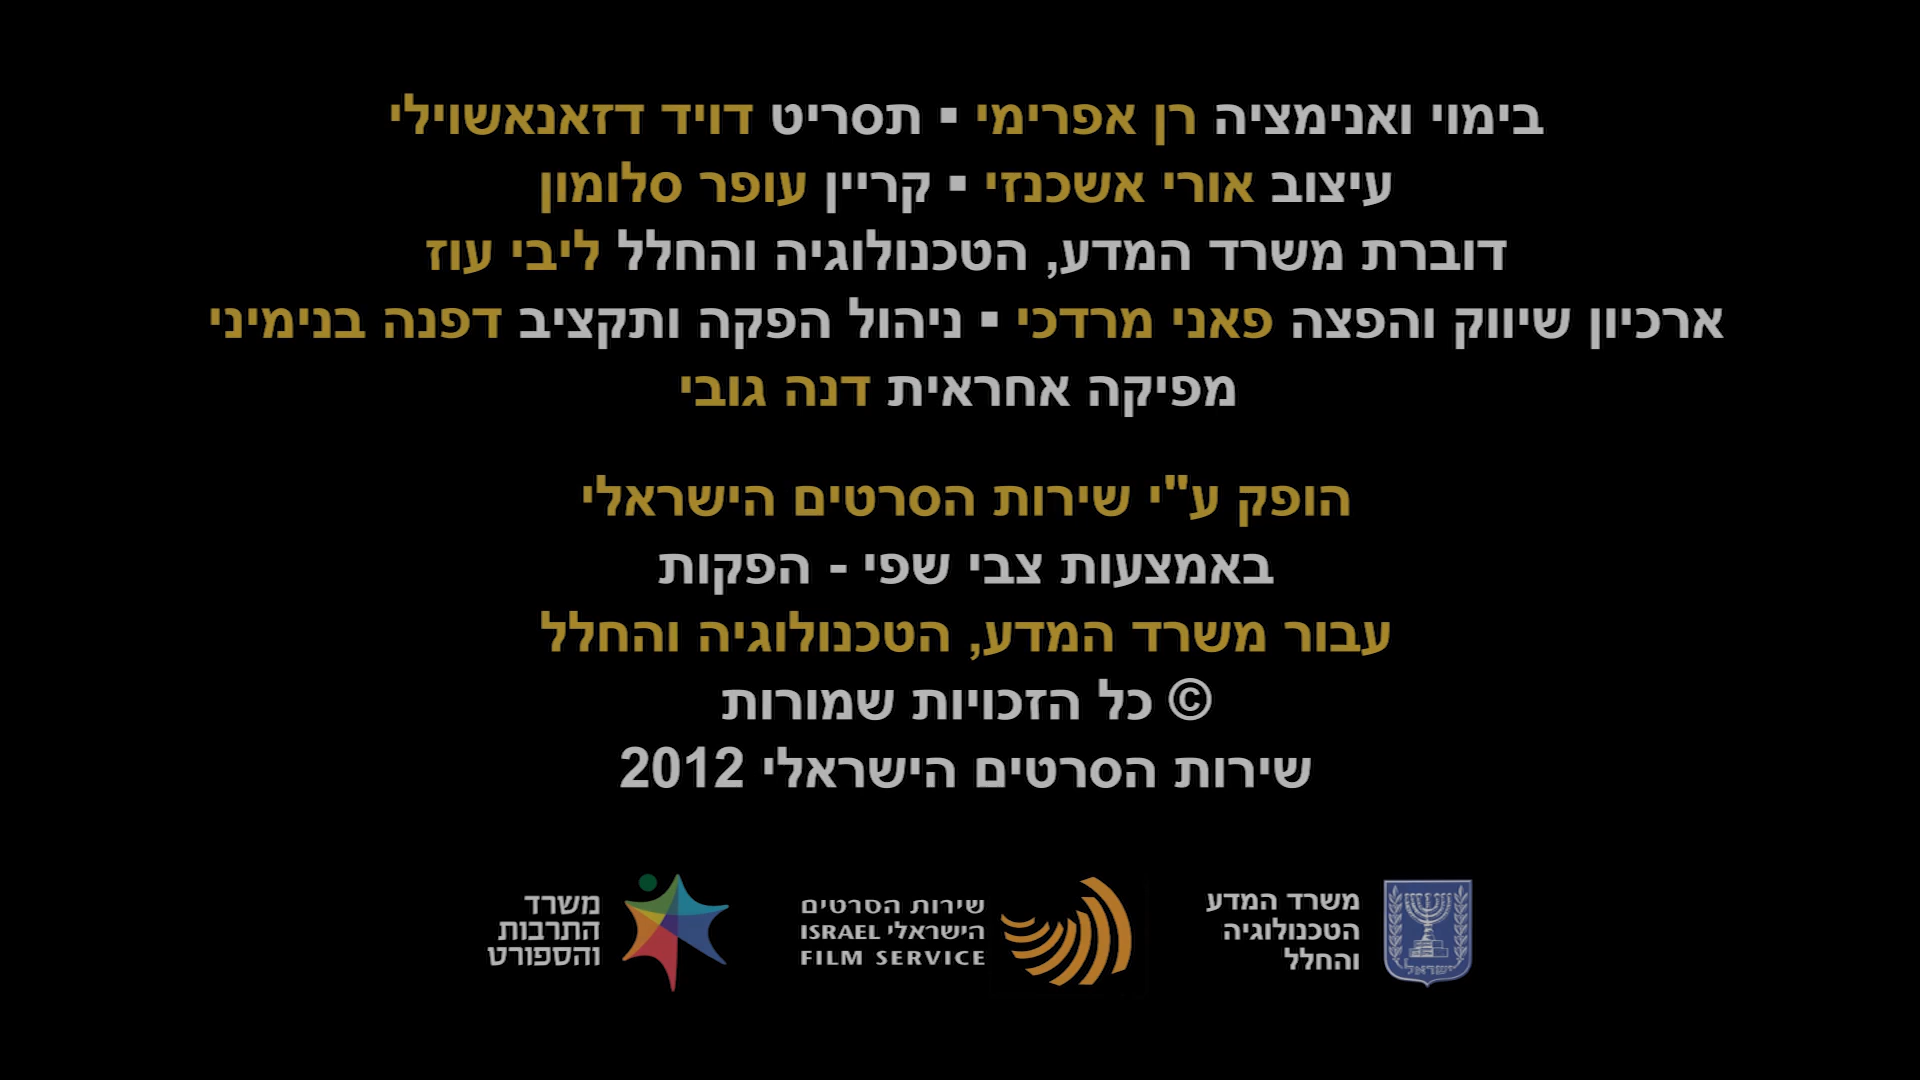 בימוי ואנימציה רן אפרימי ▪ תסריט דויד דזאנאשוילי
עיצוב אורי אשכנזי ▪ קריין עופר סלומון
דוברת משרד המדע, הטכנולוגיה והחלל ליבי עוז
ארכיון שיווק והפצה פאני מרדכי ▪ ניהול הפקה ותקציב דפנה בנימיני
מפיקה אחראית דנה גובי
הופק ע"י שירות הסרטים הישראלי
באמצעות צבי שפי - הפקות
עבור משרד המדע, הטכנולוגיה והחלל
© כל הזכויות שמורות
שירות הסרטים הישראלי 2012
משרד המדע
הטכנולוגיה
והחלל
ישראל
שירות הסרטים
הישראלי ISRAEL
FILM SERVICE
משרד
התרבות
והספורט